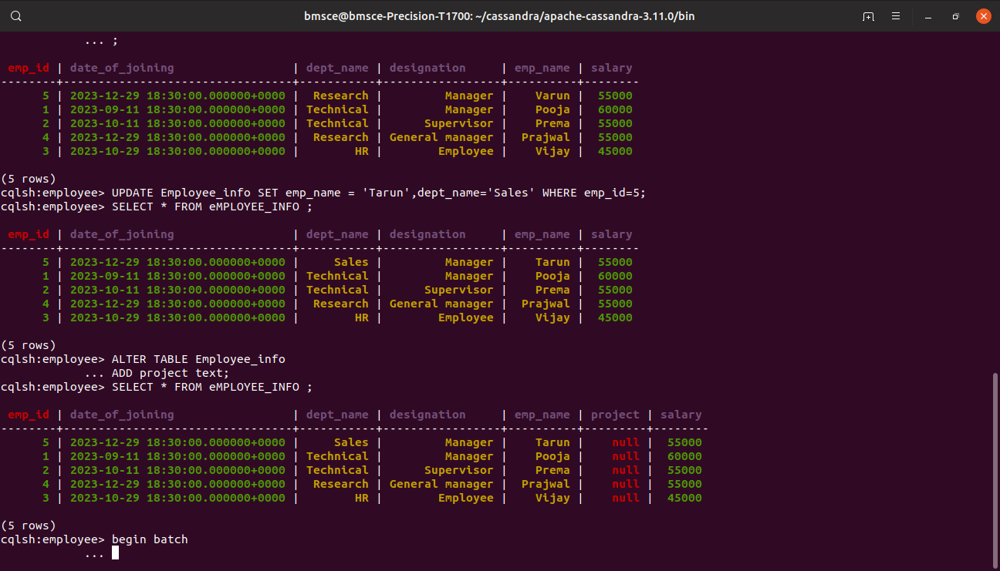 bmsce@bmsce-Precision-T1700: ~/cassandra/apache-cassandra-3.11.0/bin
            ... ;

 emp_id | date_of_joining                 | dept_name | designation     | emp_name | salary
--------+---------------------------------+-----------+-----------------+----------+--------
      5 | 2023-12-29 18:30:00.000000+0000 |  Research |         Manager |    Varun |  55000
      1 | 2023-09-11 18:30:00.000000+0000 | Technical |         Manager |    Pooja |  60000
      2 | 2023-10-11 18:30:00.000000+0000 | Technical |      Supervisor |    Prema |  55000
      4 | 2023-12-29 18:30:00.000000+0000 |  Research | General manager |  Prajwal |  55000
      3 | 2023-10-29 18:30:00.000000+0000 |        HR |        Employee |    Vijay |  45000

(5 rows)
cqlsh:employee> UPDATE Employee_info SET emp_name = 'Tarun',dept_name='Sales' WHERE emp_id=5;
cqlsh:employee> SELECT * FROM eMPLOYEE_INFO ;

 emp_id | date_of_joining                 | dept_name | designation     | emp_name | salary
--------+---------------------------------+-----------+-----------------+----------+--------
      5 | 2023-12-29 18:30:00.000000+0000 |     Sales |         Manager |    Tarun |  55000
      1 | 2023-09-11 18:30:00.000000+0000 | Technical |         Manager |    Pooja |  60000
      2 | 2023-10-11 18:30:00.000000+0000 | Technical |      Supervisor |    Prema |  55000
      4 | 2023-12-29 18:30:00.000000+0000 |  Research | General manager |  Prajwal |  55000
      3 | 2023-10-29 18:30:00.000000+0000 |        HR |        Employee |    Vijay |  45000

(5 rows)
cqlsh:employee> ALTER TABLE Employee_info
            ... ADD project text;
cqlsh:employee> SELECT * FROM eMPLOYEE_INFO ;

 emp_id | date_of_joining                 | dept_name | designation     | emp_name | project | salary
--------+---------------------------------+-----------+-----------------+----------+---------+--------
      5 | 2023-12-29 18:30:00.000000+0000 |     Sales |         Manager |    Tarun |    null |  55000
      1 | 2023-09-11 18:30:00.000000+0000 | Technical |         Manager |    Pooja |    null |  60000
      2 | 2023-10-11 18:30:00.000000+0000 | Technical |      Supervisor |    Prema |    null |  55000
      4 | 2023-12-29 18:30:00.000000+0000 |  Research | General manager |  Prajwal |    null |  55000
      3 | 2023-10-29 18:30:00.000000+0000 |        HR |        Employee |    Vijay |    null |  45000

(5 rows)
cqlsh:employee> begin batch
            ...